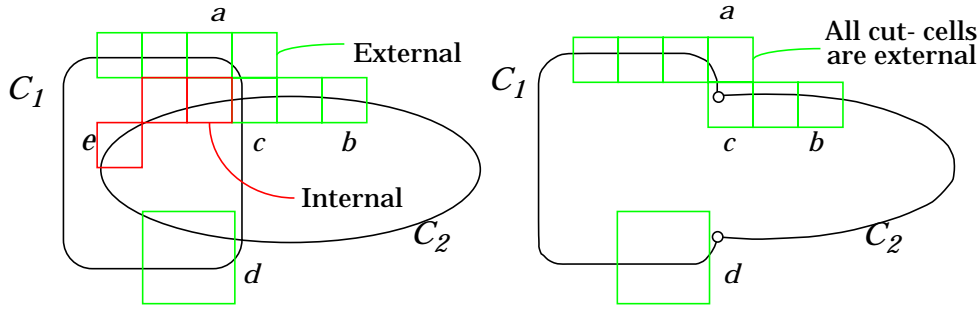 a
External
C1
e
c
b
Internal
C2
d
a
All cut- cells
are external
C1
c
b
C2
d